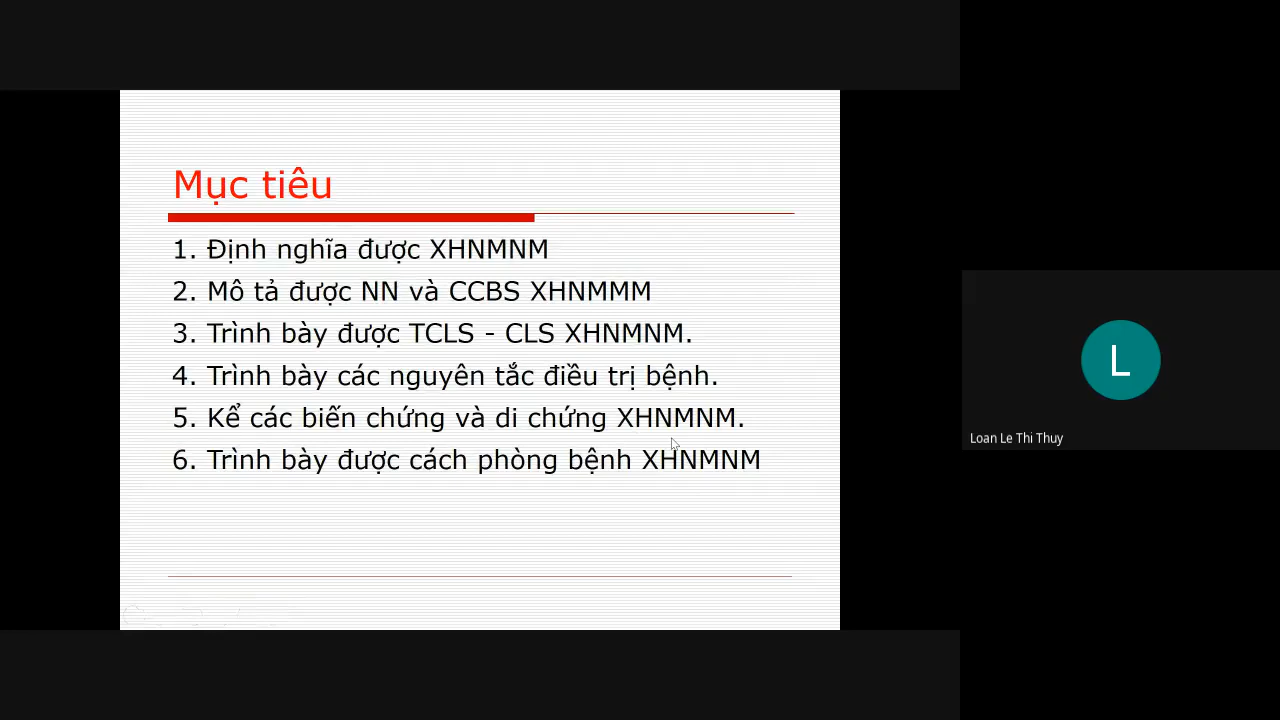 Mục tiêu
1. Định nghĩa được XHNMNM
2. Mô tả được NN và CCBS XHNMMM
3. Trình bày được TCLS - CLS XHNMNM.
4. Trình bày các nguyên tắc điều trị bệnh.
5. Kể các biến chứng và di chứng XHNMNM.
6. Trình bày được cách phòng bệnh XHNMNM
L
Loan Le Thi Thuy